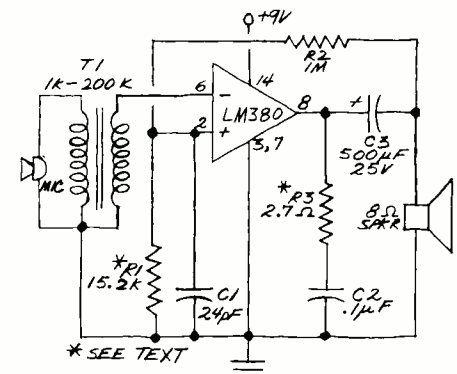 +9V
R2
1M
T1
1K-200K
6
-
14
LM380
8
2
+
3,7
+
C3
500µF
25V
MIC
*R3
2.7Ω
8Ω
SPKR
*R1
15.2K
C1
24pF
C2
.1µF
* SEE TEXT